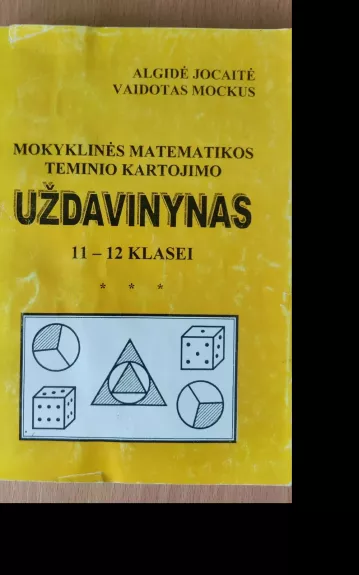 ALGIDĖ JOCAITĖ
VAIDOTAS MOCKUS
MOKYKLINĖS MATEMATIKOS
TEMINIO KARTOJIMO
UŽDAVINYNAS
11 – 12 KLASEI
* * *